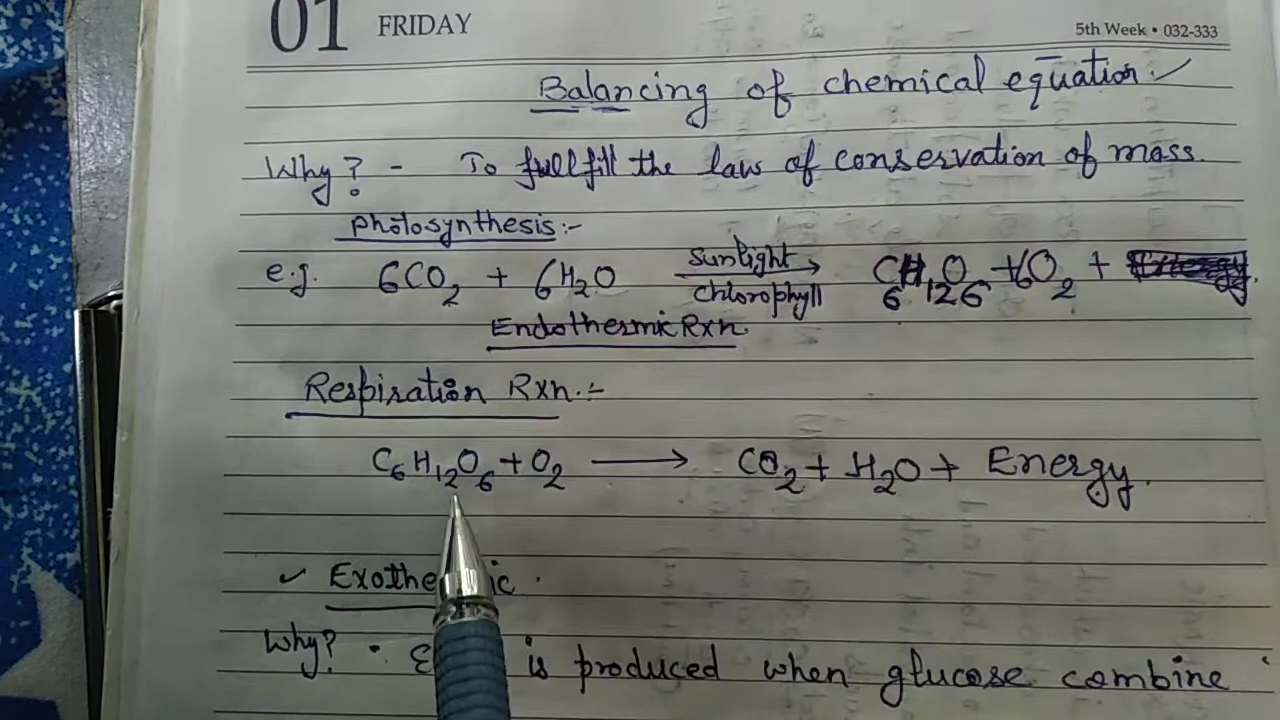 01 FRIDAY 5th Week • 032-333
Balancing of chemical equation ✓
Why? - To fullfill the law of conservation of mass.
Photosynthesis:-
e.g. 6CO₂ + 6H₂O Sunlight → C₆H₁₂O₆ + 6O₂ +
Chlorophyll
Endothermic Rxn.
Respiration Rxn.:-
C₆H₁₂O₆ + O₂ → CO₂ + H₂O + Energy.
✓ Exothe ic .
Why? • is produced when glucose combine